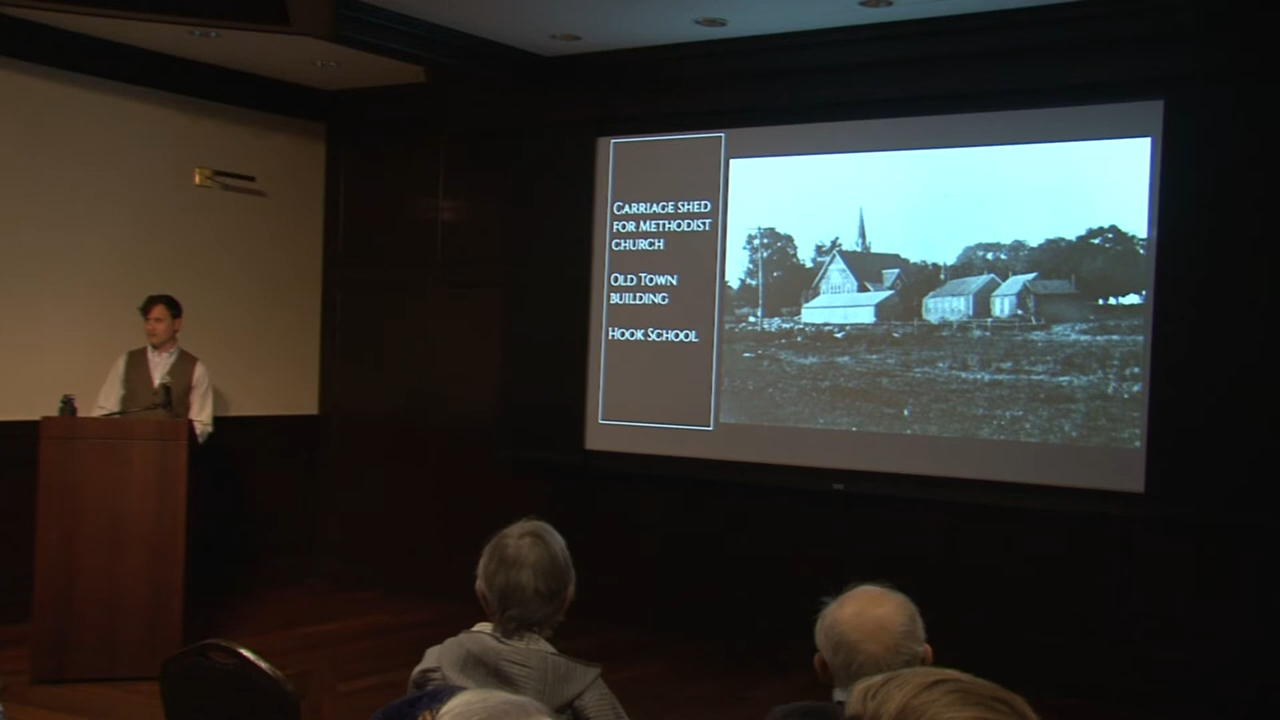 CARRIAGE SHED
FOR METHODIST
CHURCH
OLD TOWN
BUILDING
HOOK SCHOOL